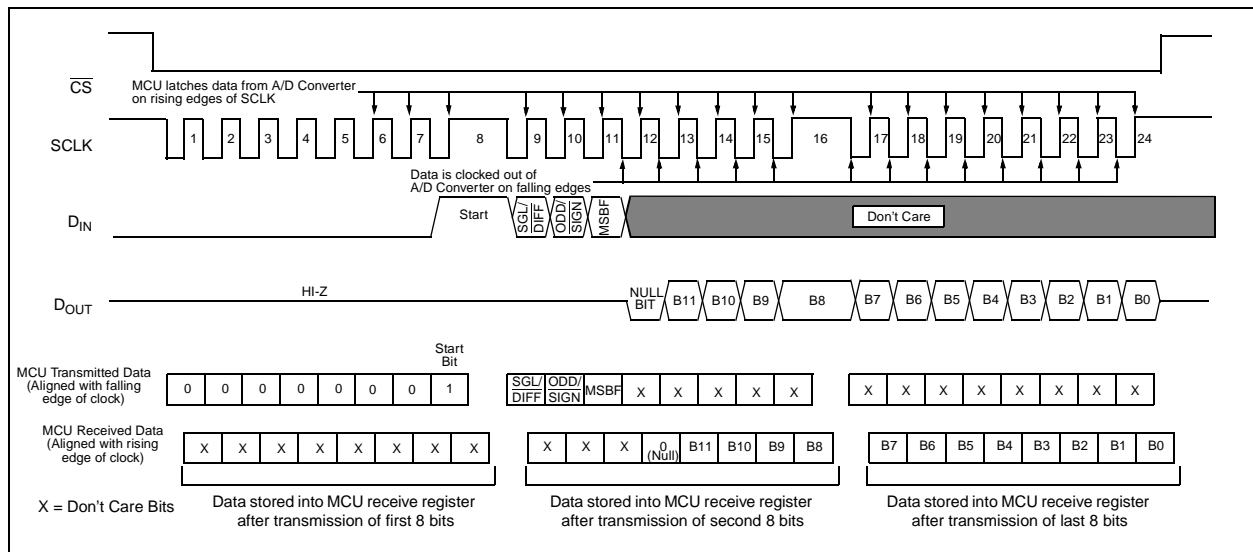 CS
MCU latches data from A/D Converter
on rising edges of SCLK
SCLK
1 2 3 4 5 6 7 8 9 10 11 12 13 14 15 16 17 18 19 20 21 22 23 24
Data is clocked out of
A/D Converter on falling edges
DIN
Start SGL/ DIFF ODD/ SIGN MSBF Don't Care
DOUT
HI-Z NULL BIT B11 B10 B9 B8 B7 B6 B5 B4 B3 B2 B1 B0
Start
Bit
MCU Transmitted Data
(Aligned with falling
edge of clock)
0 0 0 0 0 0 0 1 SGL/ DIFF ODD/ SIGN MSBF X X X X X X X X X X X X X
MCU Received Data
(Aligned with rising
edge of clock)
X X X X X X X X X X X 0 (Null) B11 B10 B9 B8 B7 B6 B5 B4 B3 B2 B1 B0
X = Don't Care Bits
Data stored into MCU receive register
after transmission of first 8 bits
Data stored into MCU receive register
after transmission of second 8 bits
Data stored into MCU receive register
after transmission of last 8 bits